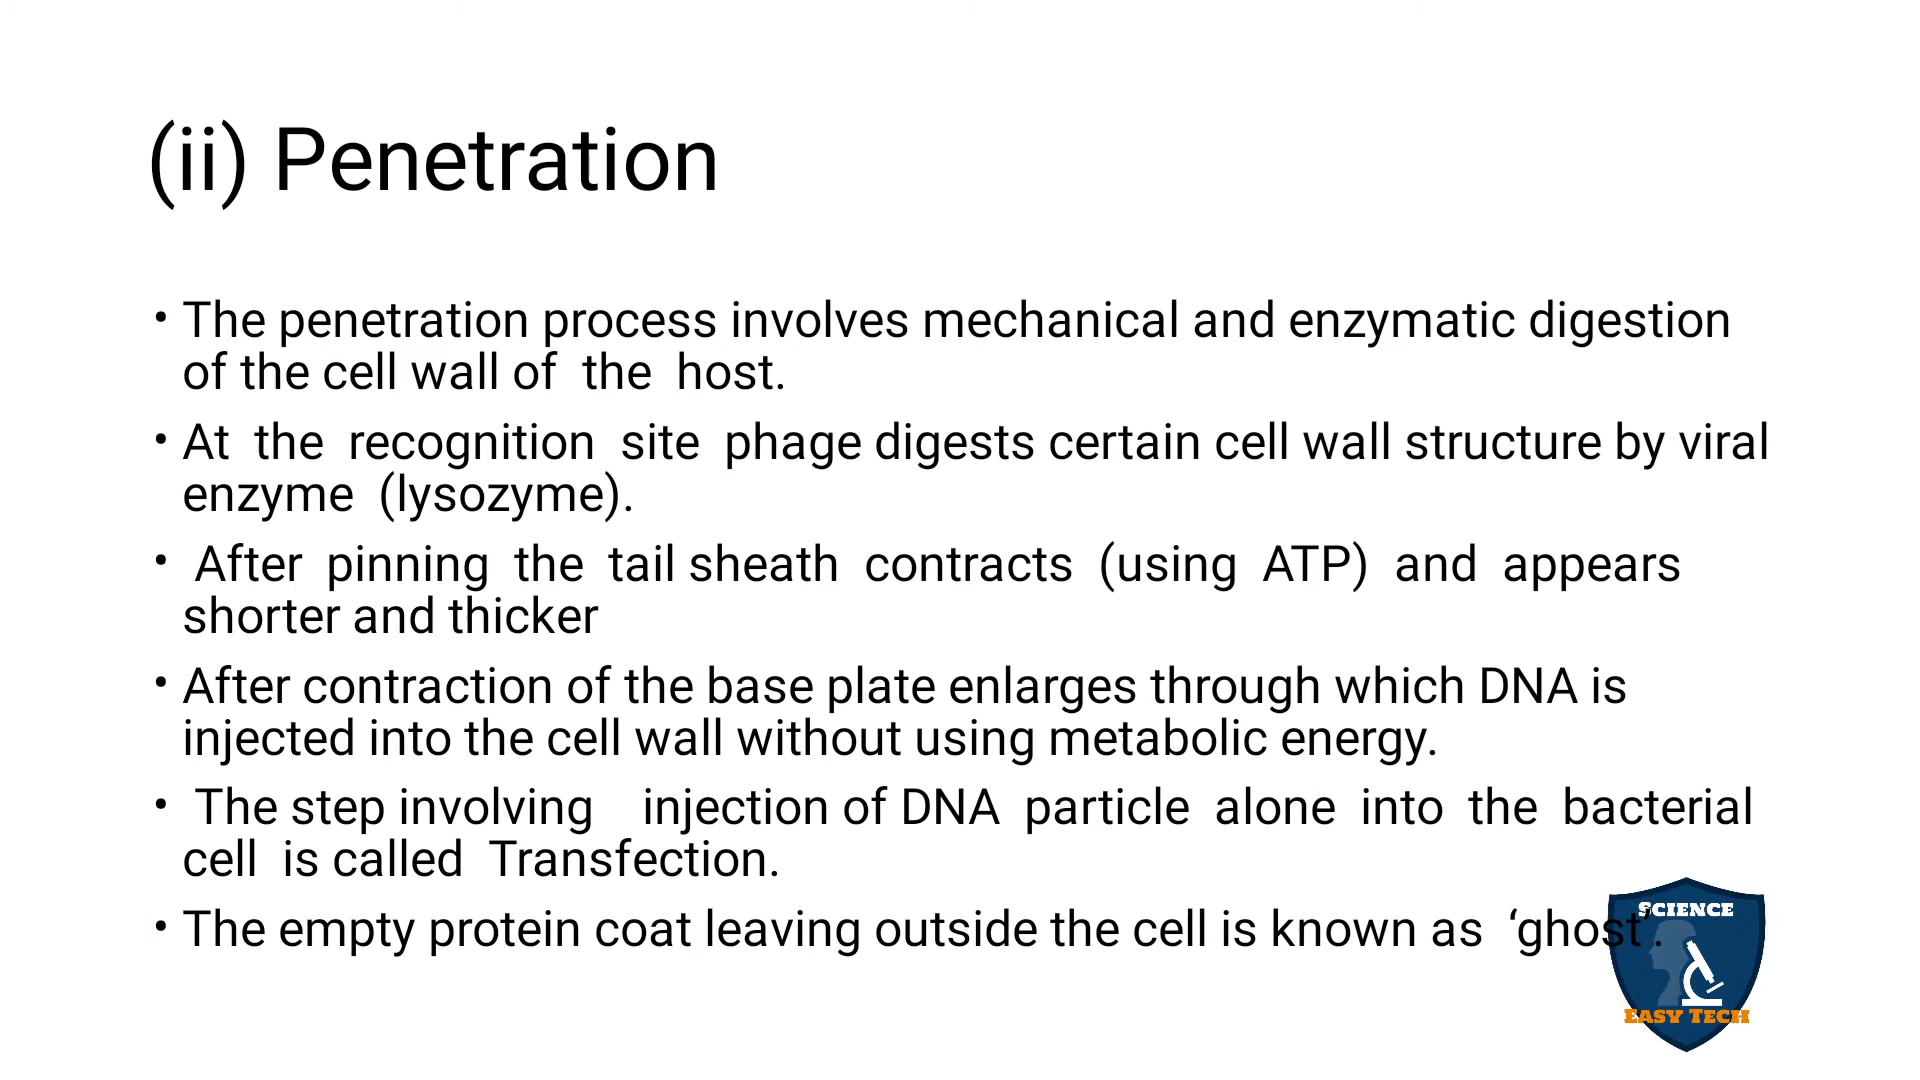 (ii) Penetration
• The penetration process involves mechanical and enzymatic digestion
of the cell wall of the host.
• At the recognition site phage digests certain cell wall structure by viral
enzyme (lysozyme).
• After pinning the tail sheath contracts (using ATP) and appears
shorter and thicker
• After contraction of the base plate enlarges through which DNA is
injected into the cell wall without using metabolic energy.
• The step involving injection of DNA particle alone into the bacterial
cell is called Transfection.
• The empty protein coat leaving outside the cell is known as ‘ghost’.
SCIENCE
EASY TECH